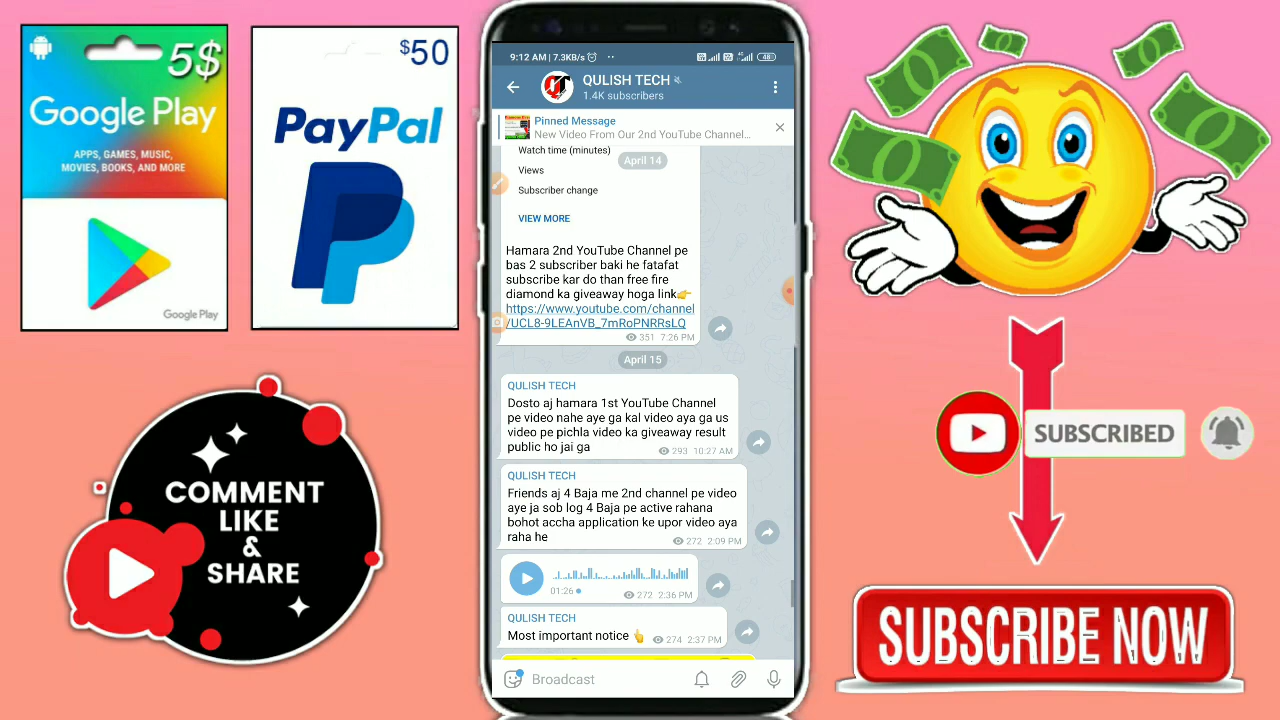 5$
Google Play
APPS, GAMES, MUSIC,
MOVIES, BOOKS, AND MORE
Google Play
$50
PayPal
COMMENT
LIKE
&
SHARE
9:12 AM | 7.3KB/s
48
QULISH TECH
1.4K subscribers
Pinned Message
New Video From Our 2nd YouTube Channel...
Watch time (minutes)
April 14
Views
Subscriber change
VIEW MORE
Hamara 2nd YouTube Channel pe
bas 2 subscriber baki he fatafat
subscribe kar do than free fire
diamond ka giveaway hoga link👉
https://www.youtube.com/channel
/UCL8-9LEAnVB_7mRoPNRRsLQ
351 7:26 PM
April 15
QULISH TECH
Dosto aj hamara 1st YouTube Channel
pe video nahe aye ga kal video aya ga us
video pe pichla video ka giveaway result
public ho jai ga
293 10:27 AM
QULISH TECH
Friends aj 4 Baja me 2nd channel pe video
aye ja sob log 4 Baja pe active rahana
bohot accha application ke upor video aya
raha he
272 2:09 PM
01:26
272 2:36 PM
QULISH TECH
Most important notice 👆
274 2:37 PM
Broadcast
SUBSCRIBED
SUBSCRIBE NOW